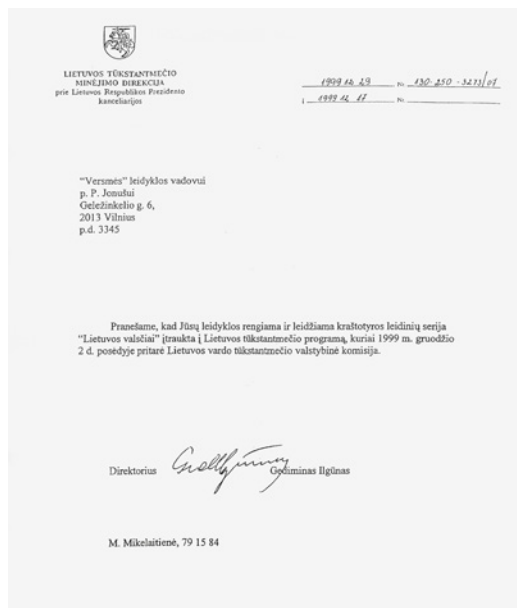 LIETUVOS TŪKSTANTMEČIO
MINĖJIMO DIREKCIJA
prie Lietuvos Respublikos Prezidento
kanceliarijos
1999 12 29 Nr. 130-250-3273/01
Į 1999 12 17 Nr.
"Versmės" leidyklos vadovui
p. P. Jonušui
Geležinkelio g. 6,
2013 Vilnius
p.d. 3345
Pranešame, kad Jūsų leidyklos rengiama ir leidžiama kraštotyros leidinių serija
"Lietuvos valsčiai" įtraukta į Lietuvos tūkstantmečio programą, kuriai 1999 m. gruodžio
2 d. posėdyje pritarė Lietuvos vardo tūkstantmečio valstybinė komisija.
Direktorius Gediminas Ilgūnas
M. Mikelaitienė, 79 15 84